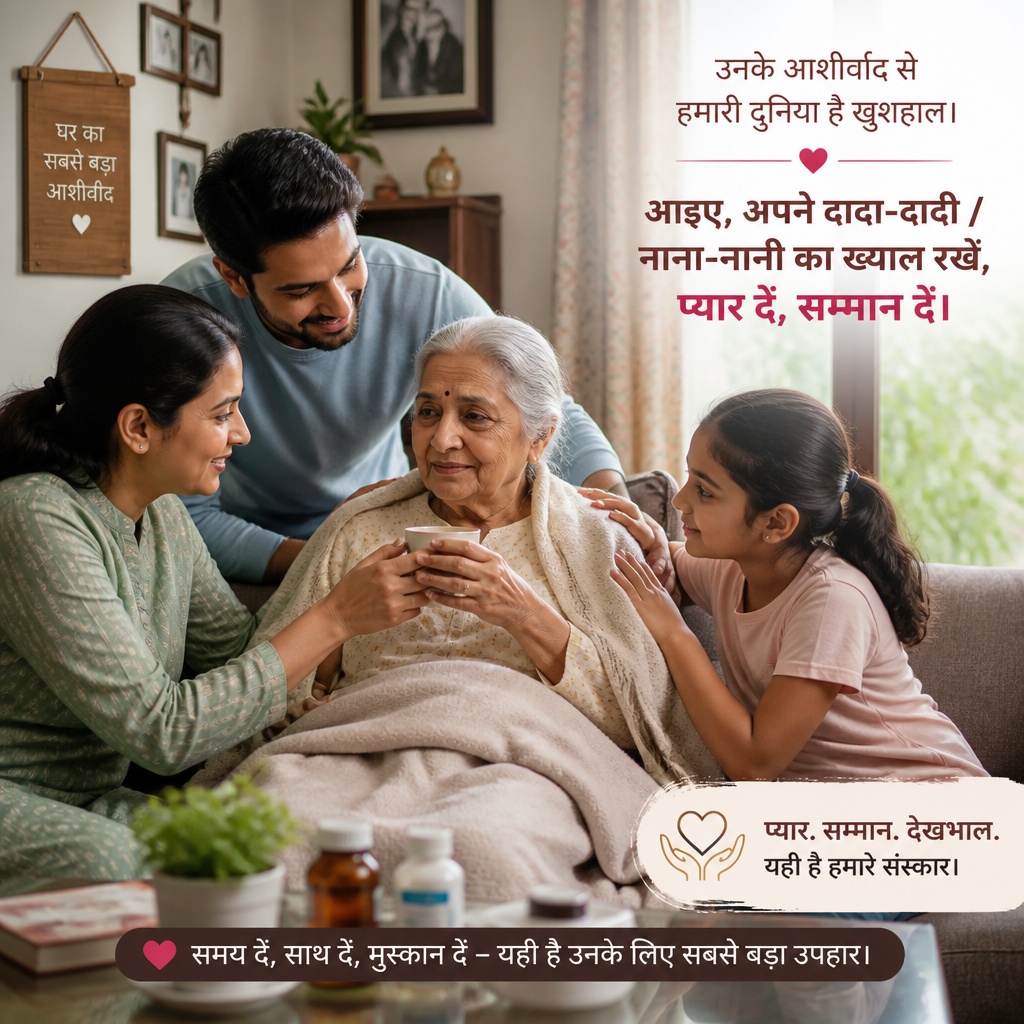 घर का
सबसे बड़ा
आशीर्वाद
उनके आशीर्वाद से
हमारी दुनिया है खुशहाल।
आइए, अपने दादा-दादी /
नाना-नानी का ख्याल रखें,
प्यार दें, सम्मान दें।
प्यार. सम्मान. देखभाल.
यही है हमारे संस्कार।
समय दें, साथ दें, मुस्कान दें – यही है उनके लिए सबसे बड़ा उपहार।